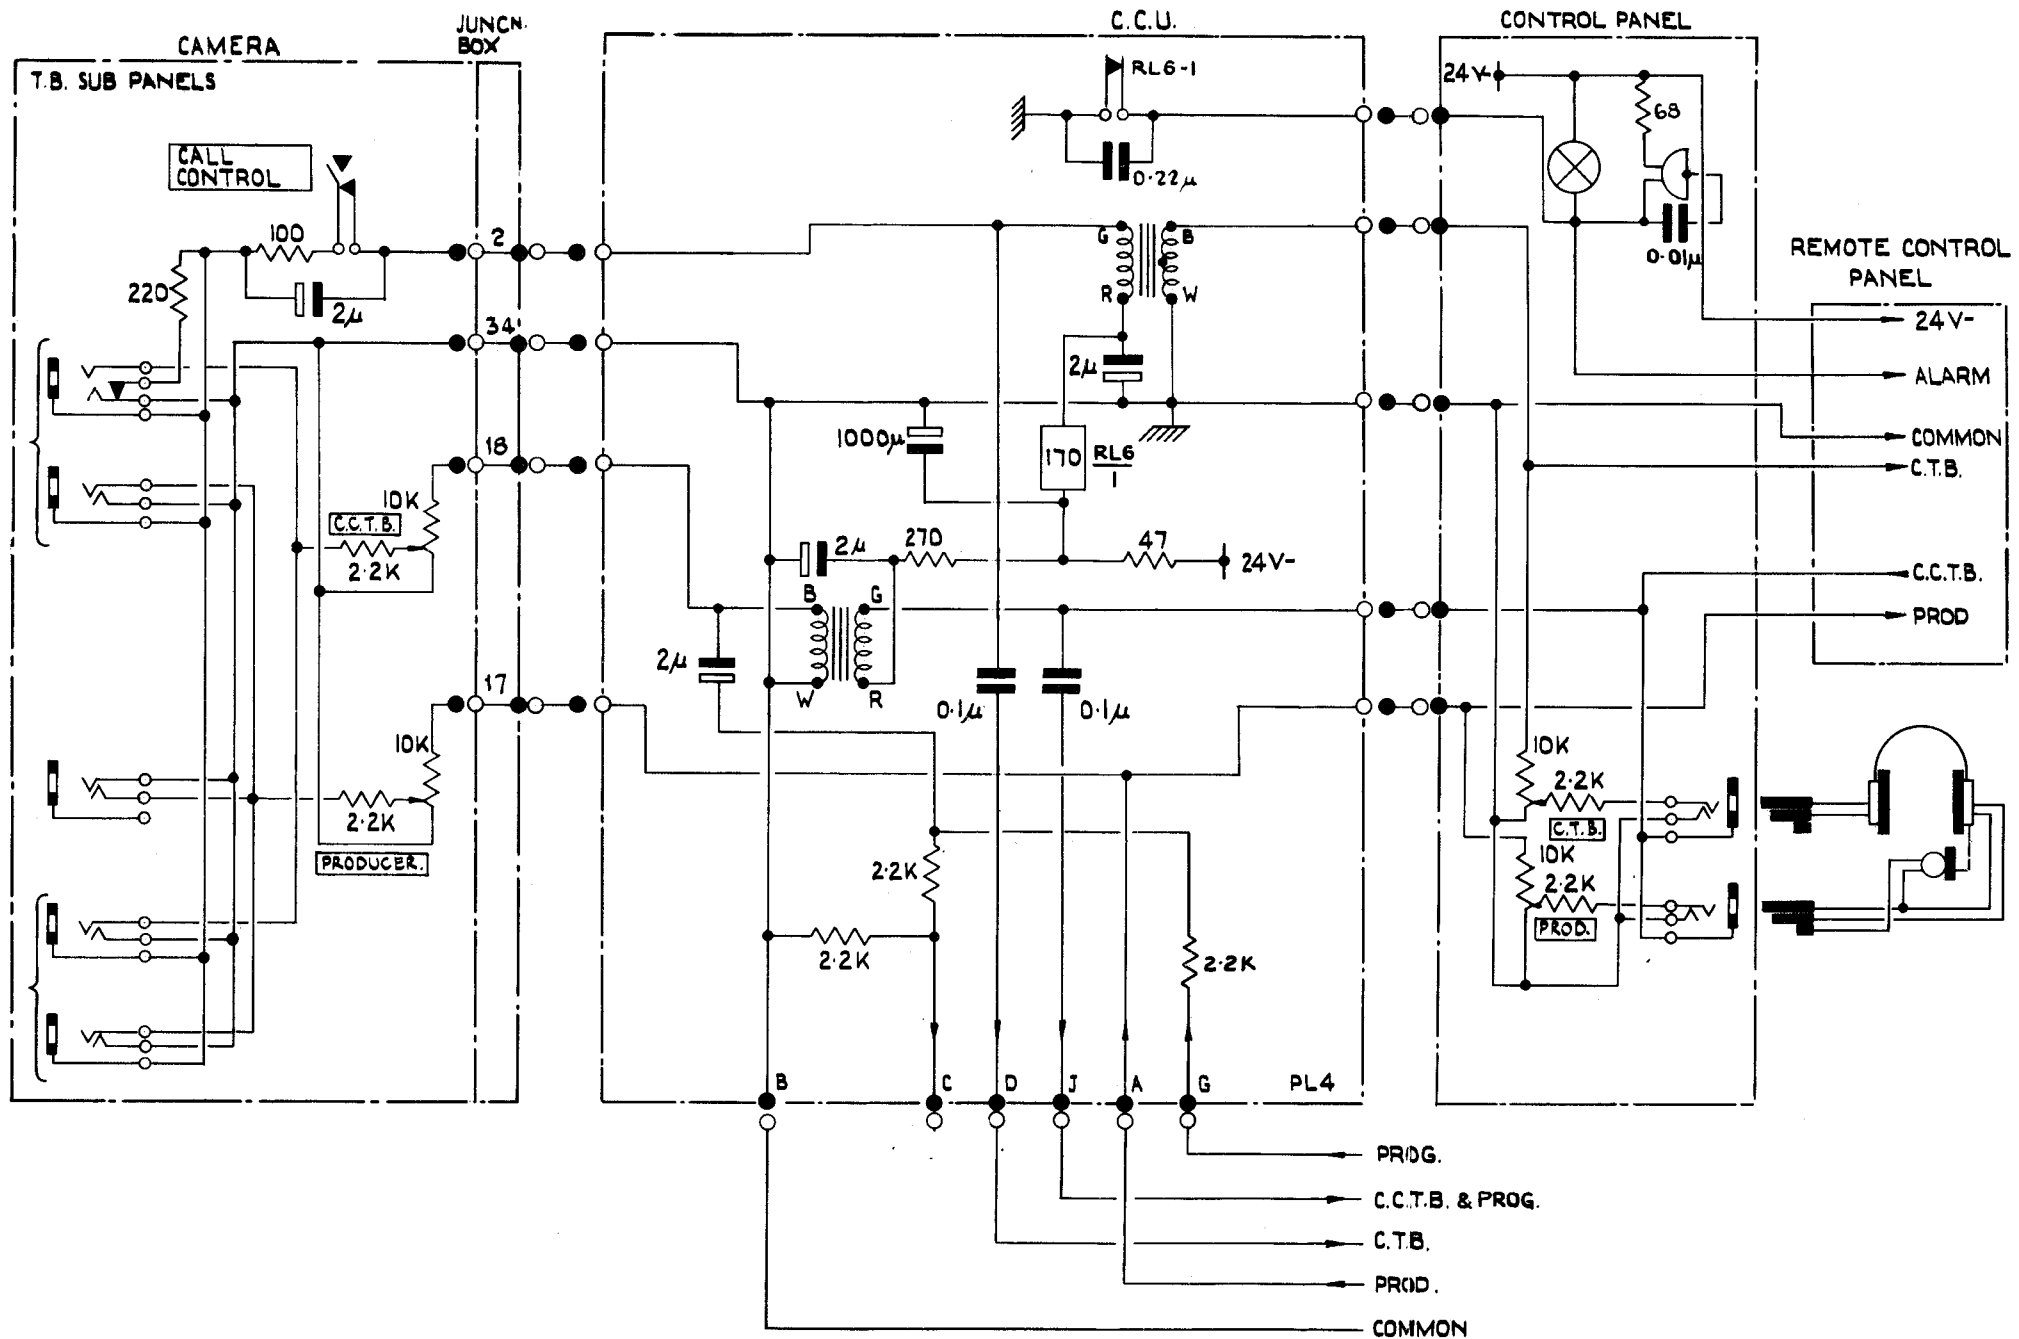 CAMERA
JUNCN.
BOX
C.C.U.
CONTROL PANEL
T.B. SUB PANELS
CALL
CONTROL
100
220
2μ
2
34
18
17
10K
C.C.T.B.
2·2K
10K
2·2K
PRODUCER.
RL6-1
0·22μ
G
B
R
W
2μ
1000μ
170
RL6
1
2μ
270
47
24V-
B
G
W
R
2μ
0·1μ
0·1μ
2·2K
2·2K
2·2K
B
C
D
J
A
G
PL4
PROG.
C.C.T.B. & PROG.
C.T.B.
PROD.
COMMON
24V-
68
0·01μ
REMOTE CONTROL
PANEL
24V-
ALARM
COMMON
C.T.B.
C.C.T.B.
PROD
10K
2·2K
C.T.B.
10K
2·2K
PROD.